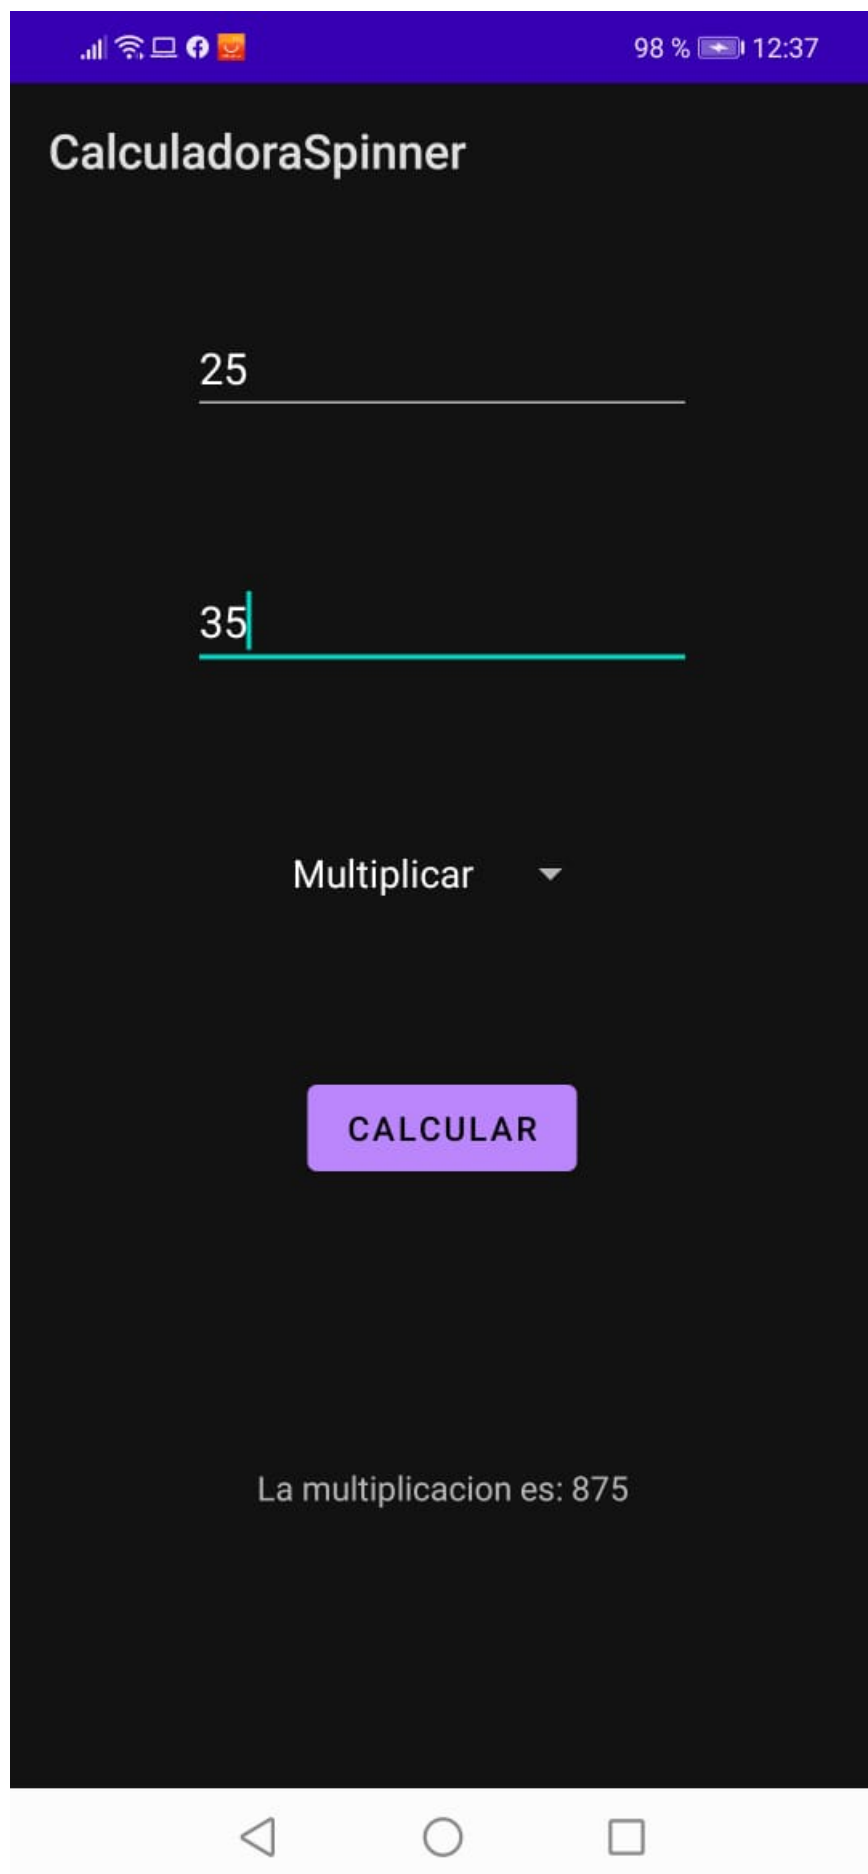 98 % 12:37
CalculadoraSpinner
25
35
Multiplicar
CALCULAR
La multiplicacion es: 875